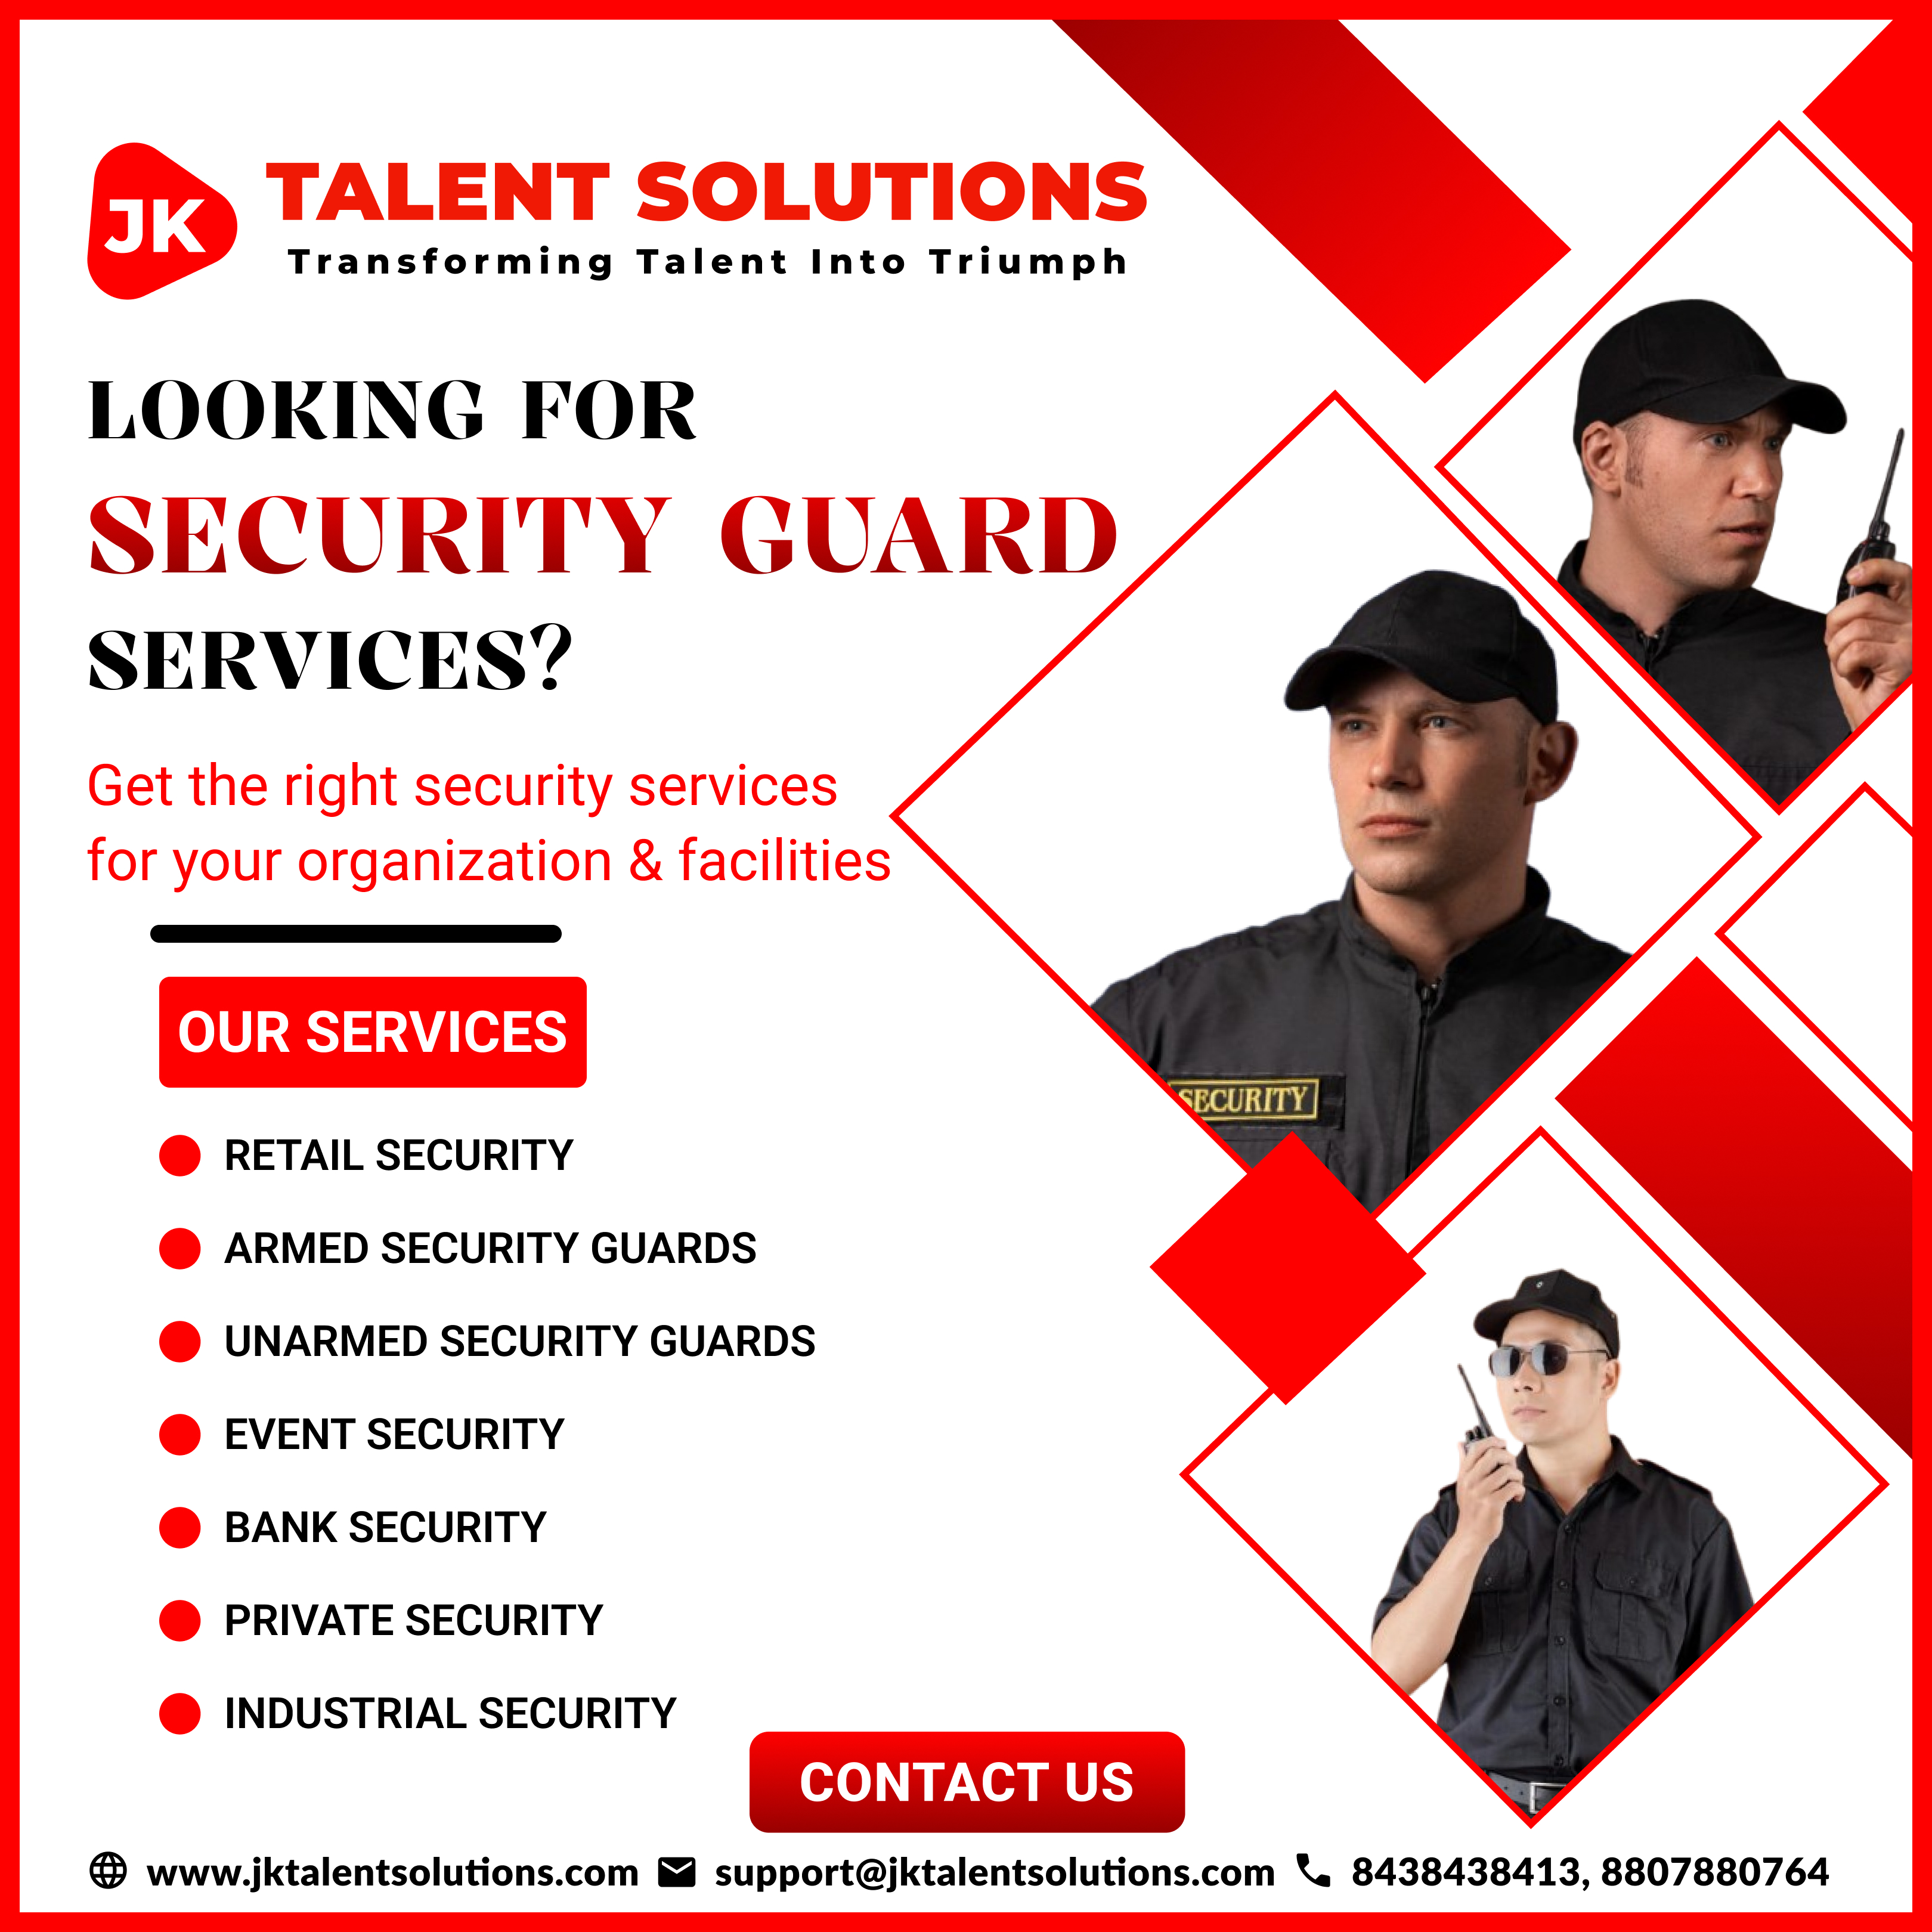 JK
TALENT SOLUTIONS
Transforming Talent Into Triumph
LOOKING FOR
SECURITY GUARD
SERVICES?
Get the right security services
for your organization & facilities
SECURITY
OUR SERVICES
RETAIL SECURITY
ARMED SECURITY GUARDS
UNARMED SECURITY GUARDS
EVENT SECURITY
BANK SECURITY
PRIVATE SECURITY
INDUSTRIAL SECURITY
CONTACT US
www.jktalentsolutions.com support@jktalentsolutions.com 8438438413, 8807880764